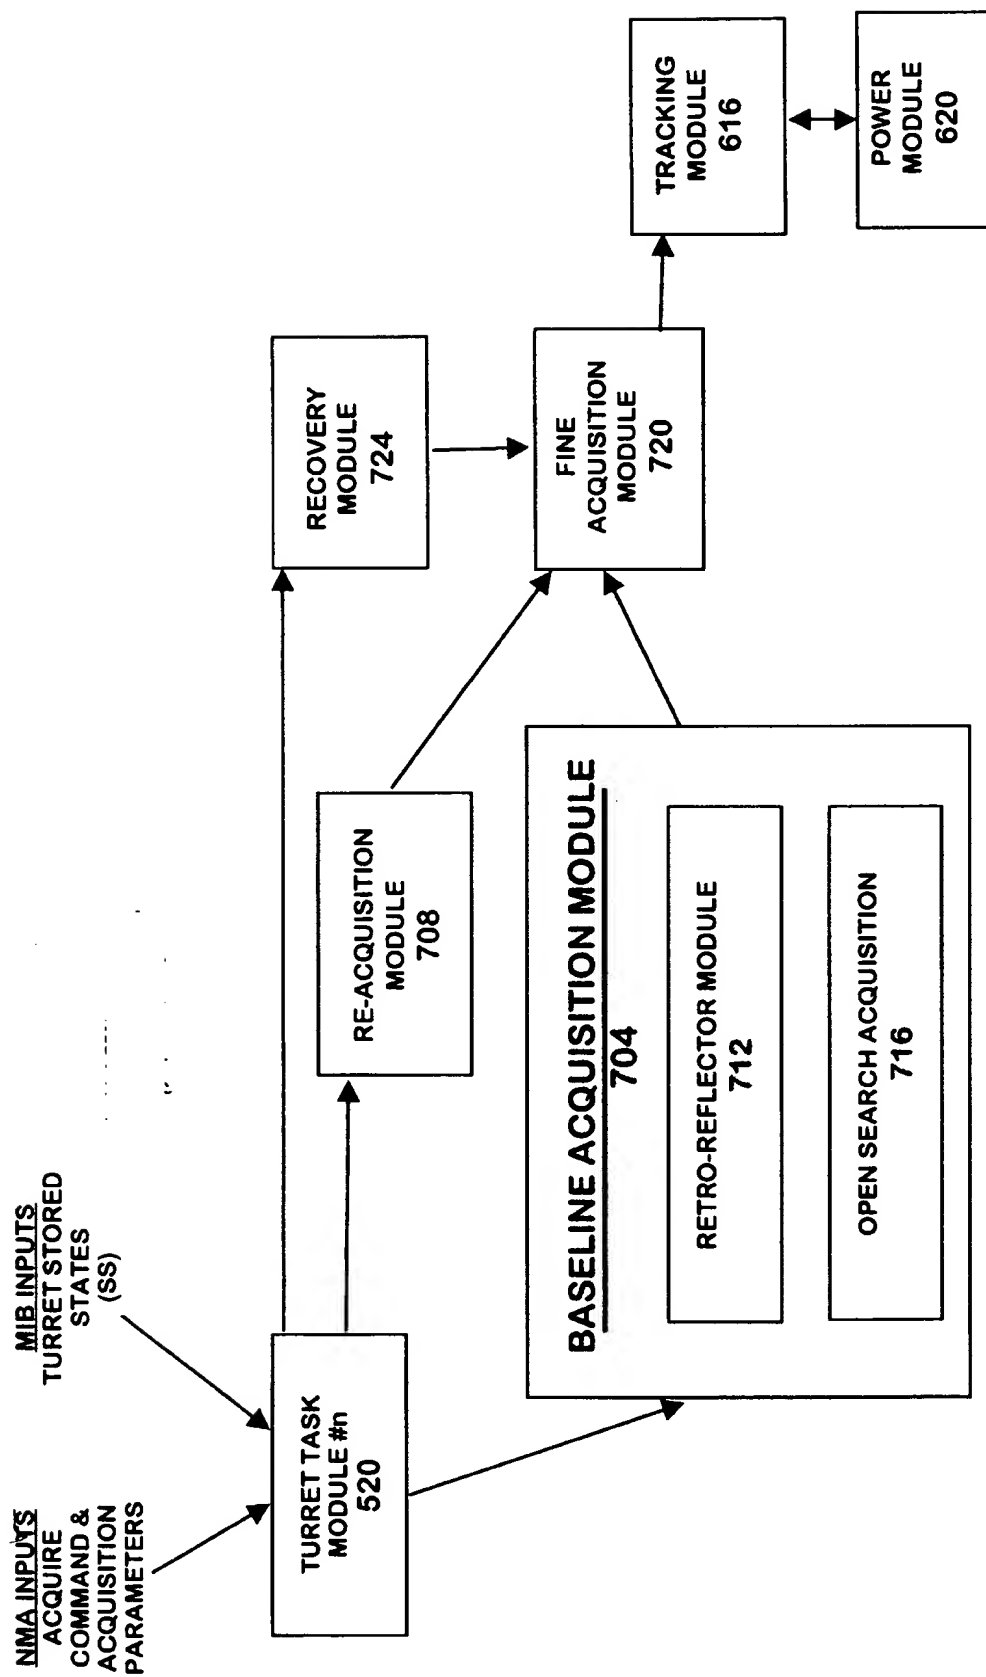 NMA INPUTS
ACQUIRE
COMMAND &
ACQUISITION
PARAMETERS
MIB INPUTS
TURRET STORED
STATES
(SS)
TURRET TASK
MODULE #n
520
RE-ACQUISITION
MODULE
708
RECOVERY
MODULE
724
BASELINE ACQUISITION MODULE
704
RETRO-REFLECTOR MODULE
712
OPEN SEARCH ACQUISITION
716
FINE
ACQUISITION
MODULE
720
TRACKING
MODULE
616
POWER
MODULE
620